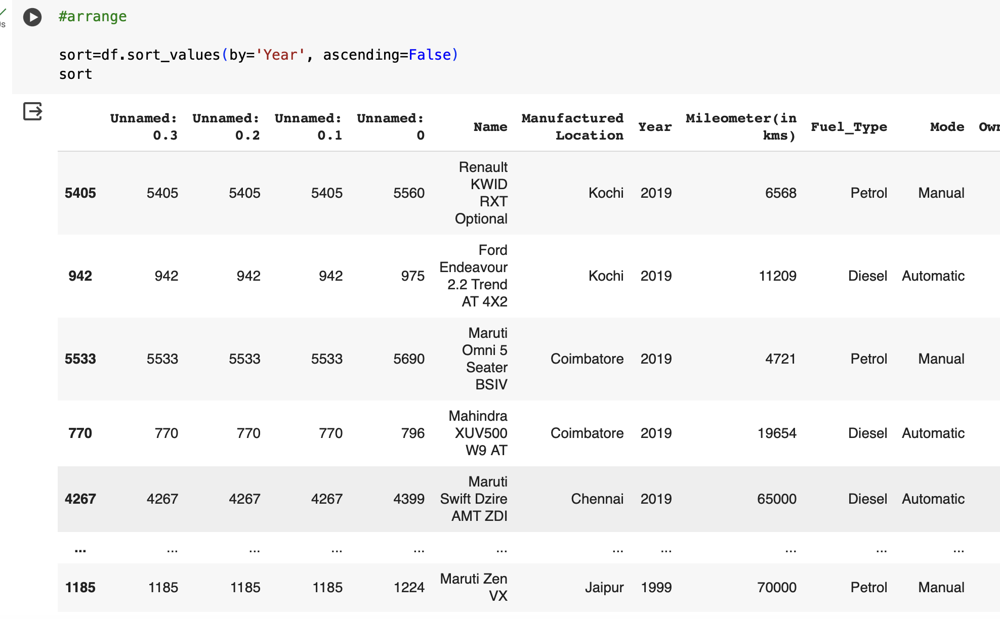 #arrange
s
sort=df.sort_values(by='Year', ascending=False)
sort
Unnamed: 0.3 Unnamed: 0.2 Unnamed: 0.1 Unnamed: 0 Name Manufactured Location Year Mileometer(in kms) Fuel_Type Mode Own
5405 5405 5405 5405 5560 Renault KWID RXT Optional Kochi 2019 6568 Petrol Manual
942 942 942 942 975 Ford Endeavour 2.2 Trend AT 4X2 Kochi 2019 11209 Diesel Automatic
5533 5533 5533 5533 5690 Maruti Omni 5 Seater BSIV Coimbatore 2019 4721 Petrol Manual
770 770 770 770 796 Mahindra XUV500 W9 AT Coimbatore 2019 19654 Diesel Automatic
4267 4267 4267 4267 4399 Maruti Swift Dzire AMT ZDI Chennai 2019 65000 Diesel Automatic
... ... ... ... ... ... ... ... ... ... ...
1185 1185 1185 1185 1224 Maruti Zen VX Jaipur 1999 70000 Petrol Manual